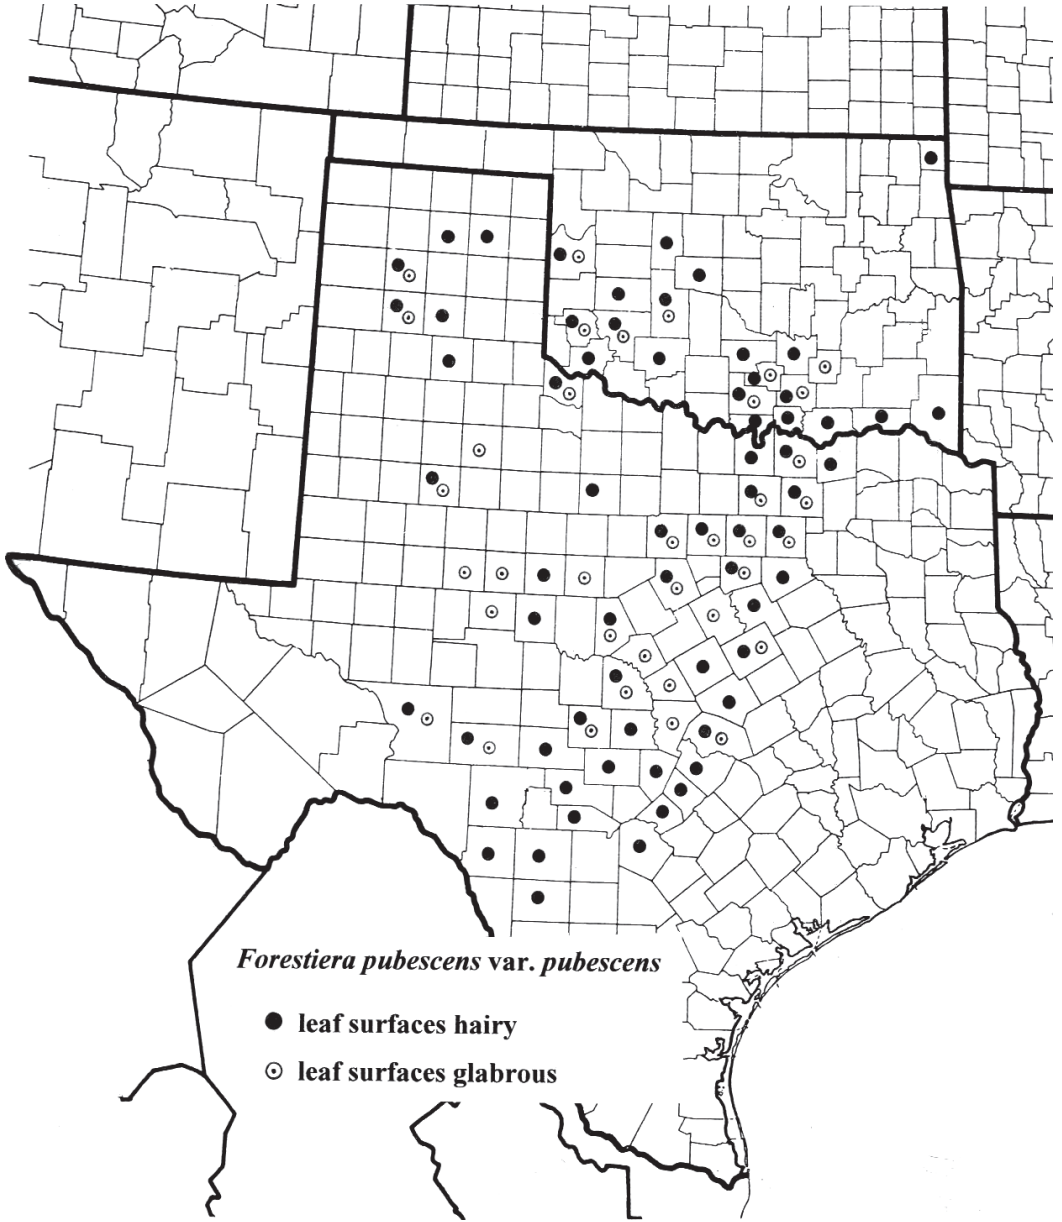 Forestiera pubescens var. pubescens
leaf surfaces hairy
leaf surfaces glabrous